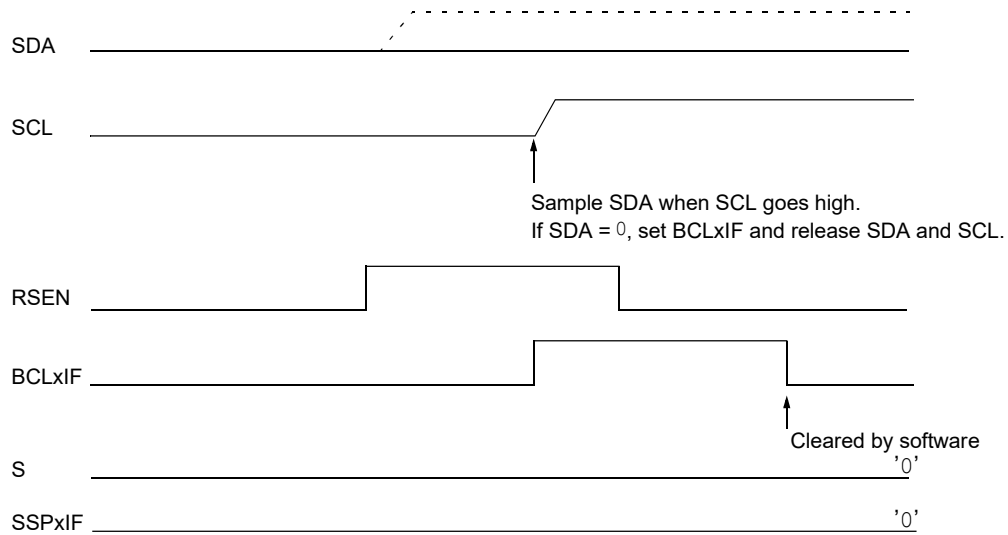 SDA
SCL
Sample SDA when SCL goes high.
If SDA = 0, set BCLxIF and release SDA and SCL.
RSEN
BCLxIF
Cleared by software
S
'0'
SSPxIF
'0'